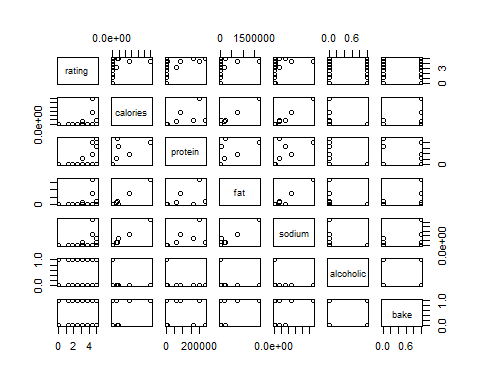 0.0e+00 0 1500000 0.0 0.6
rating 0 3
0.0e+00 calories
protein 0
0 fat
sodium 0.0e+00
0.0 1.0 alcoholic
bake 0.0 1.0
0 2 4 0 200000 0.0e+00 0.0 0.6